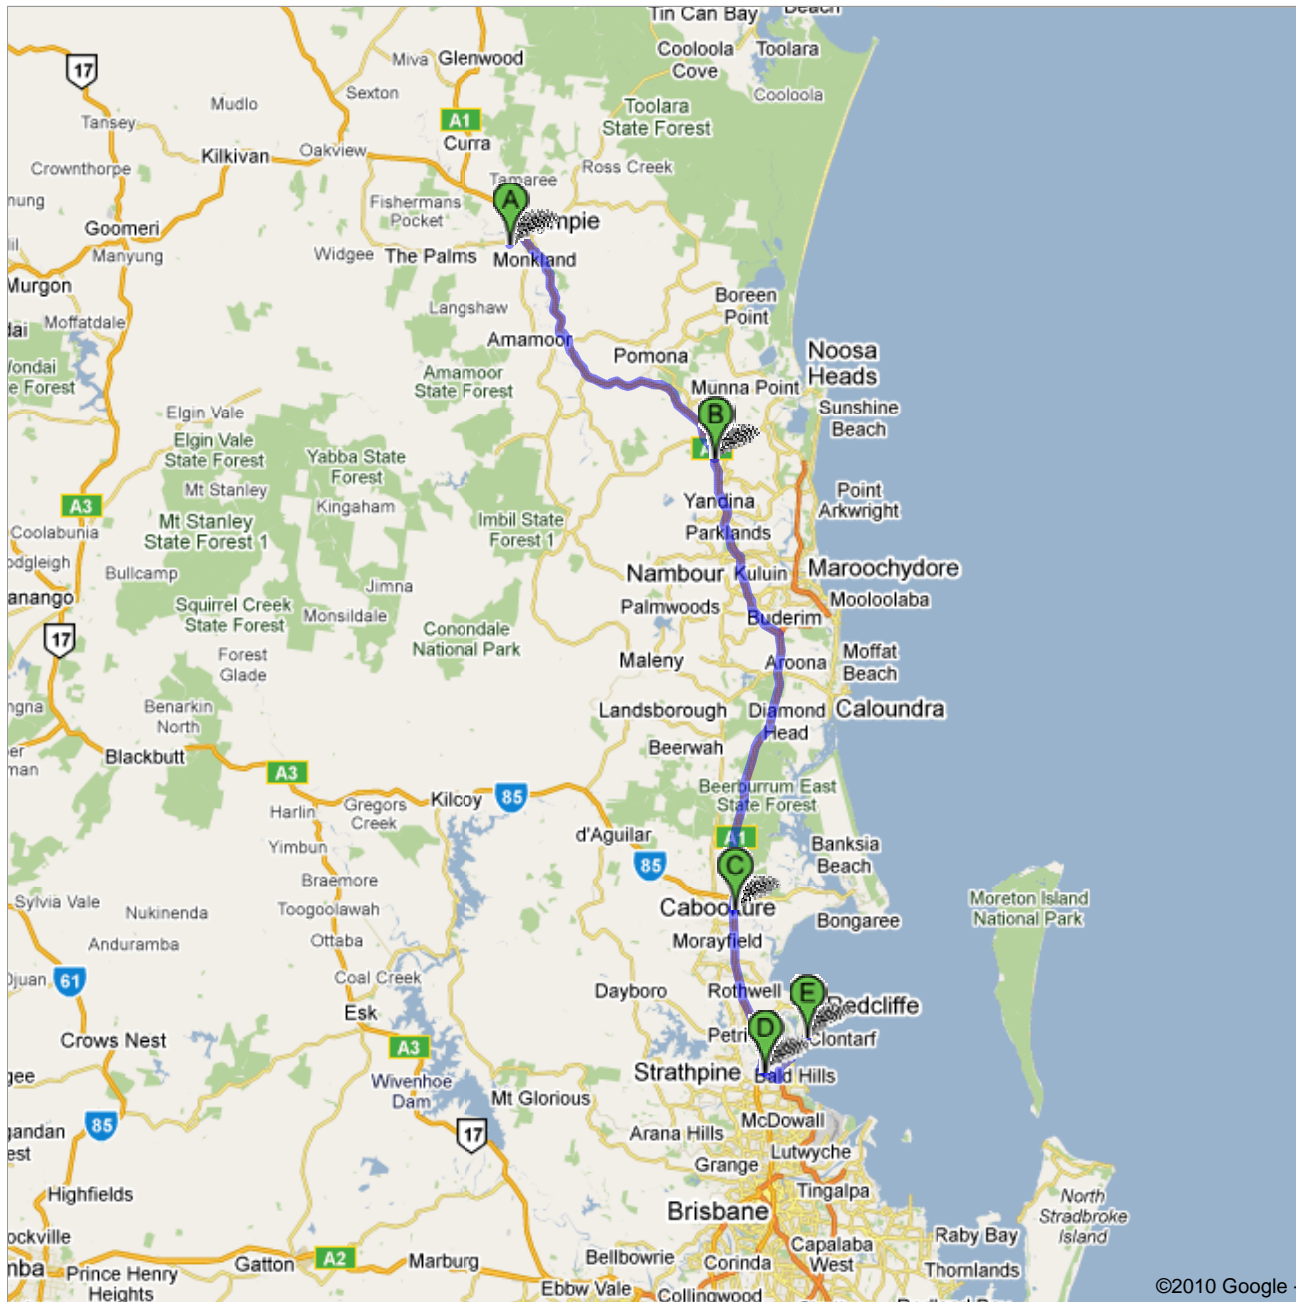 Tin Can Bay
Beach
17
Miva
Glenwood
Cooloola
Cove
Toolara
Sexton
Cooloola
Mudlo
Toolara
State Forest
Tansey
A1
Curra
Kilkivan
Oakview
Crownthorpe
Ross Creek
Tamaree
Fishermans
Pocket
A
Goomeri
Manyung
Widgee
The Palms
Monkland
Murgon
Boreen
Point
Langshaw
Moffatdale
Amamoor
Pomona
Noosa
Heads
Amamoor
State Forest
Munna Point
Elgin Vale
Sunshine
Beach
B
Elgin Vale
State Forest
Yabba State
Forest
Mt Stanley
Kingaham
Yandina
Point
Arkwright
A3
Mt Stanley
State Forest 1
Imbil State
Forest 1
Coolabunia
Parklands
Bullcamp
Nambour
Kuluin
Maroochydore
Jimna
Squirrel Creek
State Forest
Monsildale
Palmwoods
Mooloolaba
Buderim
17
Conondale
National Park
Forest
Glade
Maleny
Aroona
Moffat
Beach
Benarkin
North
Landsborough
Diamond
Head
Caloundra
Blackbutt
Beerwah
A3
Beerburrum East
State Forest
Harlin
Gregors
Creek
Kilcoy
85
d'Aguilar
A1
Yimbun
85
C
Banksia
Beach
Braemore
Sylvia Vale
Nukinenda
Toogoolawah
Moreton Island
National Park
Bongaree
Anduramba
Ottaba
Morayfield
61
Coal Creek
Dayboro
Rothwell
E
Esk
D
Clontarf
Crows Nest
A3
Strathpine
Bald Hills
Wivenhoe
Dam
Mt Glorious
85
17
McDowall
Arana Hills
Lutwyche
Grange
Highfields
Tingalpa
North
Stradbroke
Island
Brisbane
Raby Bay
A2
Gatton
Marburg
Bellbowrie
Corinda
Capalaba
West
Thornlands
Prince Henry
Heights
Ebbw Vale
Collingwood
©2010 Google -